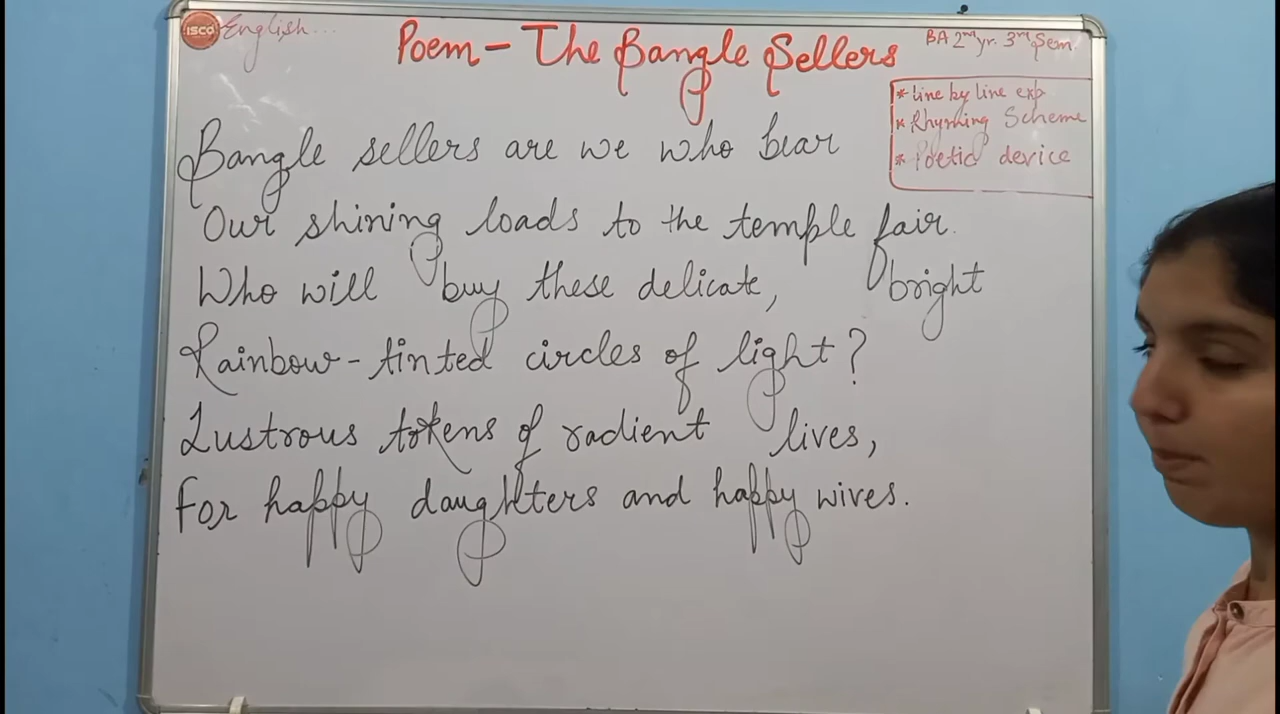 ISCO English...
Poem - The Bangle Sellers
BA 2nd yr. 3rd Sem
* Line by line exp
* Rhyming Scheme
* Poetic device
Bangle sellers are we who bear
Our shining loads to the temple fair.
Who will buy these delicate, bright
Rainbow-tinted circles of light?
Lustrous tokens of radient lives,
For happy daughters and happy wives.